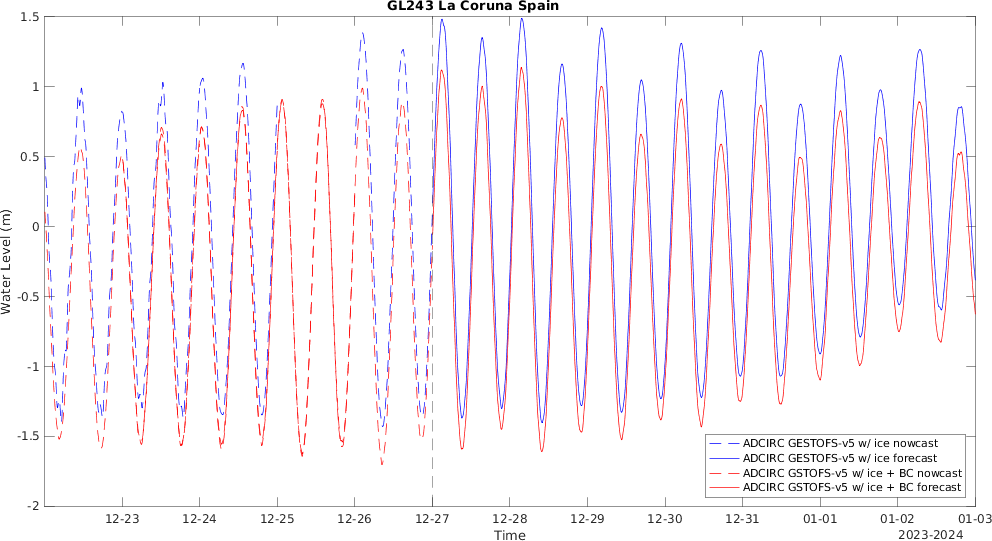 GL243 La Coruna Spain
1.5
1
0.5
0
-0.5
-1
-1.5
-2
Water Level (m)
12-23 12-24 12-25 12-26 12-27 12-28 12-29 12-30 12-31 01-01 01-02 01-03
2023-2024
Time
ADCIRC GESTOFS-v5 w/ ice nowcast
ADCIRC GESTOFS-v5 w/ ice forecast
ADCIRC GSTOFS-v5 w/ ice + BC nowcast
ADCIRC GSTOFS-v5 w/ ice + BC forecast